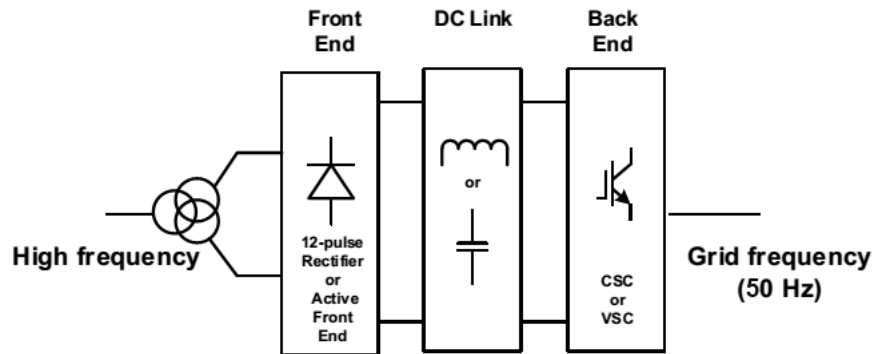 Front
End
DC Link
Back
End
High frequency
12-pulse
Rectifier
or
Active
Front
End
or
CSC
or
VSC
Grid frequency
(50 Hz)